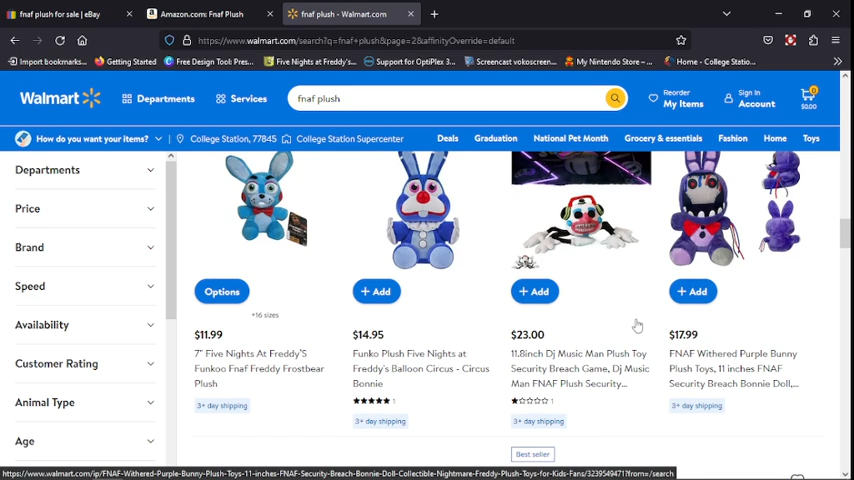 fnaf plush for sale | eBay
Amazon.com: Fnaf Plush
fnaf plush - Walmart.com
https://www.walmart.com/search?q=fnaf+plush&page=2&affinityOverride=default
Import bookmarks...
Getting Started
Free Design Tool: Pres...
Five Nights at Freddy's...
Support for OptiPlex 3...
Screencast vokoscreen...
My Nintendo Store — ...
Home - College Station...
Walmart
Departments
Services
fnaf plush
Reorder
My Items
Sign In
Account
0
$0.00
How do you want your items?
College Station, 77845
College Station Supercenter
Deals
Graduation
National Pet Month
Grocery & essentials
Fashion
Home
Toys
Departments
Price
Brand
Speed
Availability
Customer Rating
Animal Type
Age
Options
+ Add
+ Add
+ Add
+16 sizes
$11.99
7" Five Nights At Freddy'S
Funkoo Fnaf Freddy Frostbear
Plush
3+ day shipping
$14.95
Funko Plush Five Nights at
Freddy's Balloon Circus - Circus
Bonnie
1
3+ day shipping
$23.00
11.8inch Dj Music Man Plush Toy
Security Breach Game, Dj Music
Man FNAF Plush Security...
1
3+ day shipping
Best seller
$17.99
FNAF Withered Purple Bunny
Plush Toys, 11 inches FNAF
Security Breach Bonnie Doll,...
3+ day shipping
https://www.walmart.com/ip/FNAF-Withered-Purple-Bunny-Plush-Toys-11-inches-FNAF-Security-Breach-Bonnie-Doll-Collectible-Nightmare-Freddy-Plush-Toys-for-Kids-Fans/3239549471?from=/search